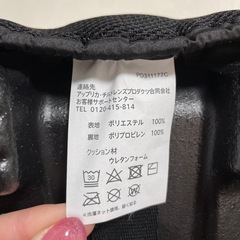 PD311177C
連絡先
アップリカ・チルドレンズプロダクツ合同会社
お客様サポートセンター
TEL 0120-415-814
表地 ポリエステル 100%
裏地 ポリプロピレン 100%
クッション材
ウレタンフォーム
30